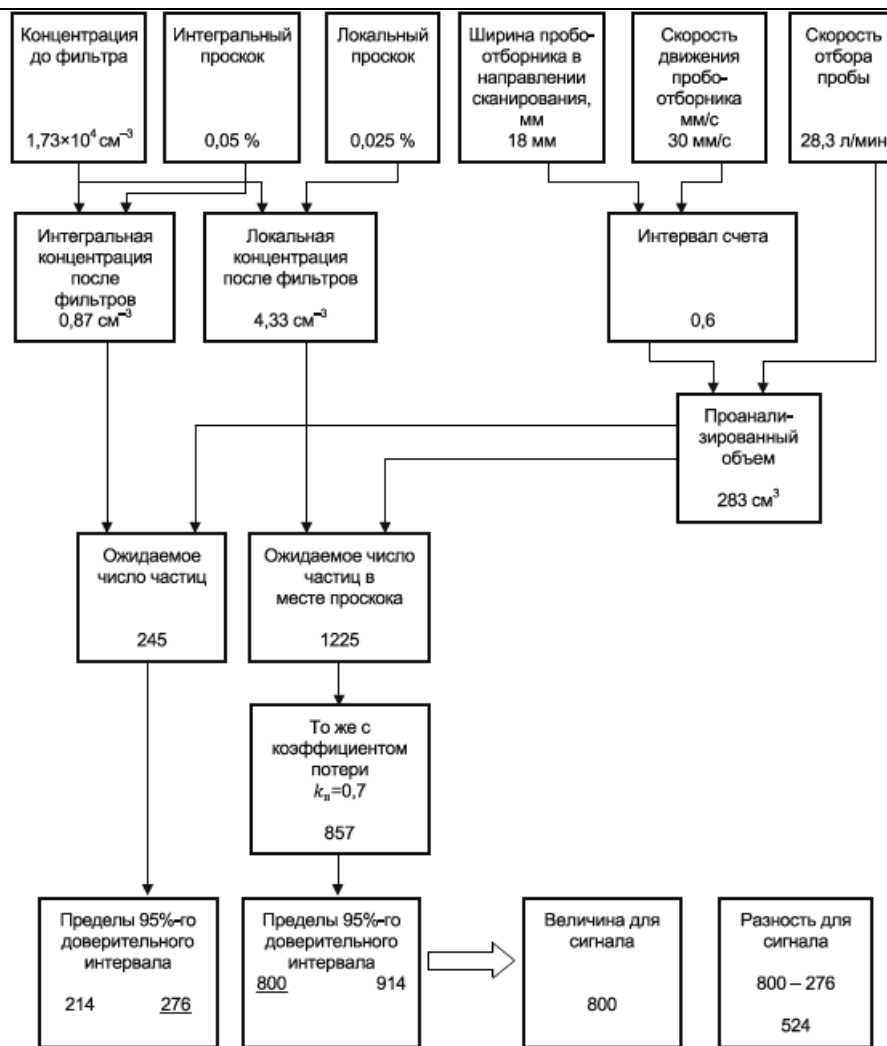 Концентрация
до фильтра
1,73×10⁴ см⁻³
Интегральный
проскок
0,05 %
Локальный
проскок
0,025 %
Ширина пробо-
отборника в
направлении
сканирования,
мм
18 мм
Скорость
движения
пробо-
отборника
мм/с
30 мм/с
Скорость
отбора
пробы
28,3 л/мин
Интегральная
концентрация
после
фильтров
0,87 см⁻³
Локальная
концентрация
после фильтров
4,33 см⁻³
Интервал счета
0,6
Проанали-
зированный
объем
283 см³
Ожидаемое
число частиц
245
Ожидаемое число
частиц в
месте проскока
1225
То же с
коэффициентом
потери
kп=0,7
857
Пределы 95%-го
доверительного
интервала
214 276
Пределы 95%-го
доверительного
интервала
800 914
Величина для
сигнала
800
Разность для
сигнала
800 – 276
524